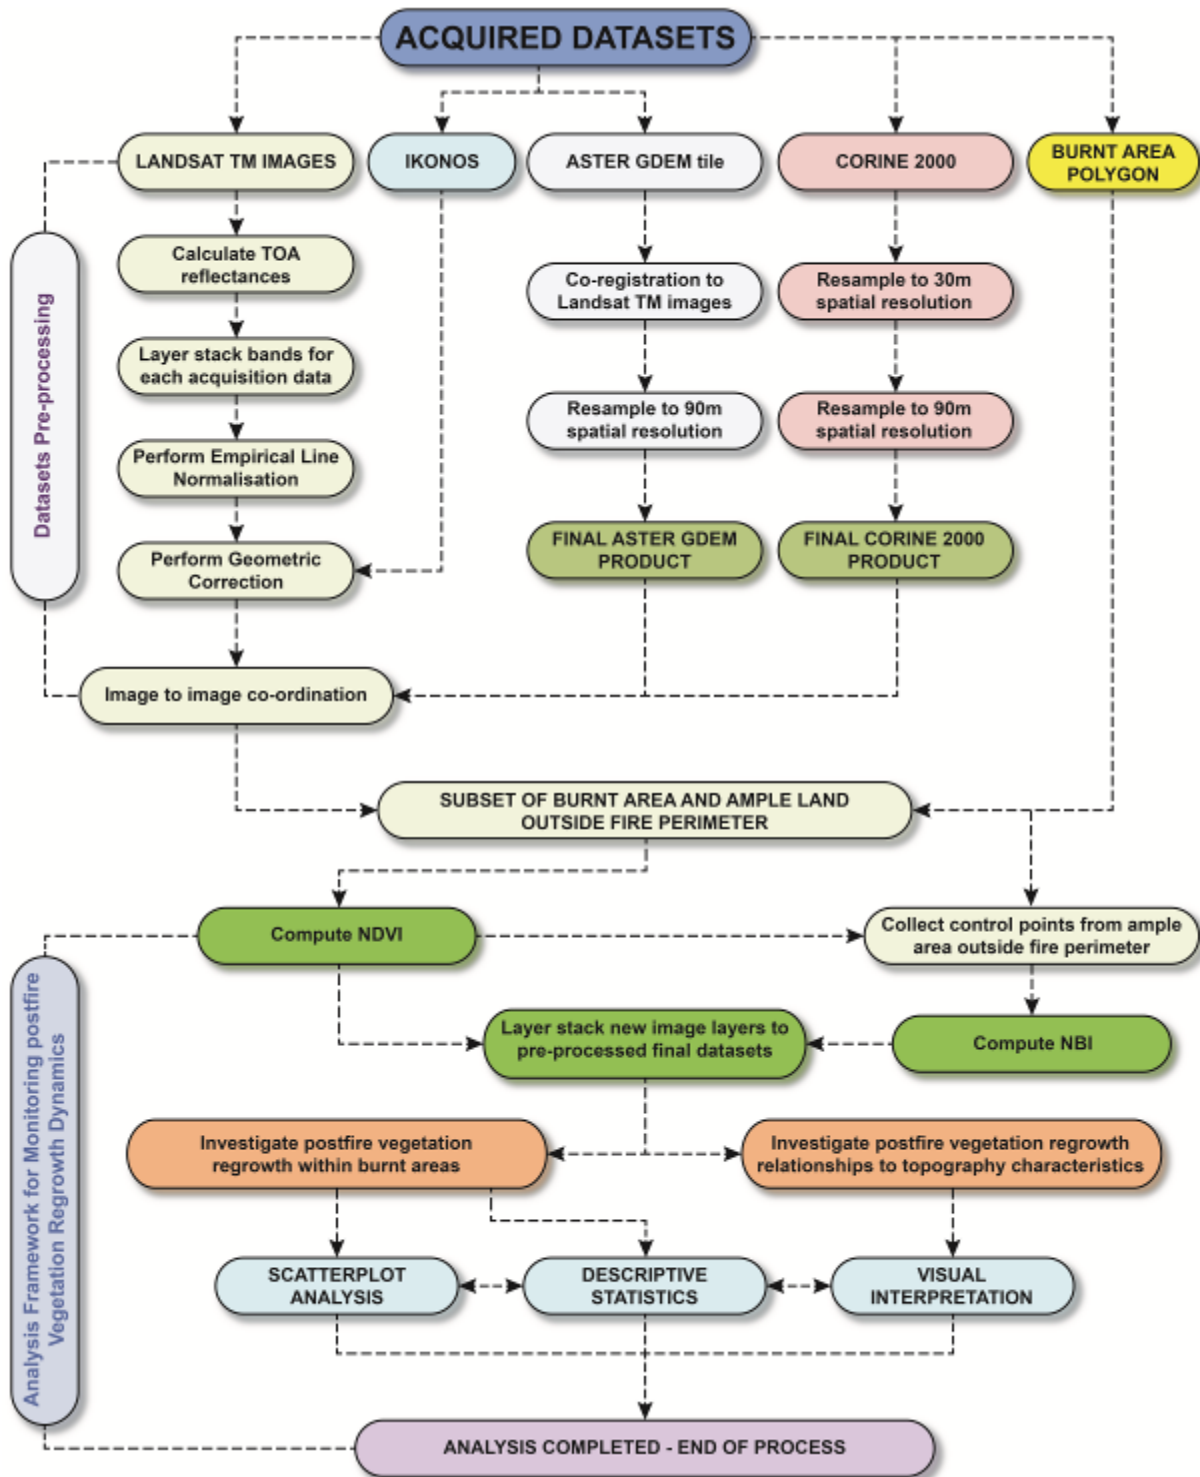 ACQUIRED DATASETS
LANDSAT TM IMAGES
IKONOS
ASTER GDEM tile
CORINE 2000
BURNT AREA
POLYGON
Datasets Pre-processing
Calculate TOA
reflectances
Co-registration to
Landsat TM images
Resample to 30m
spatial resolution
Layer stack bands for
each acquisition data
Resample to 90m
spatial resolution
Resample to 90m
spatial resolution
Perform Empirical Line
Normalisation
FINAL ASTER GDEM
PRODUCT
FINAL CORINE 2000
PRODUCT
Perform Geometric
Correction
Image to image co-ordination
SUBSET OF BURNT AREA AND AMPLE LAND
OUTSIDE FIRE PERIMETER
Analysis Framework for Monitoring postfire
Vegetation Regrowth Dynamics
Compute NDVI
Collect control points from ample
area outside fire perimeter
Layer stack new image layers to
pre-processed final datasets
Compute NBI
Investigate postfire vegetation
regrowth within burnt areas
Investigate postfire vegetation regrowth
relationships to topography characteristics
SCATTERPLOT
ANALYSIS
DESCRIPTIVE
STATISTICS
VISUAL
INTERPRETATION
ANALYSIS COMPLETED - END OF PROCESS